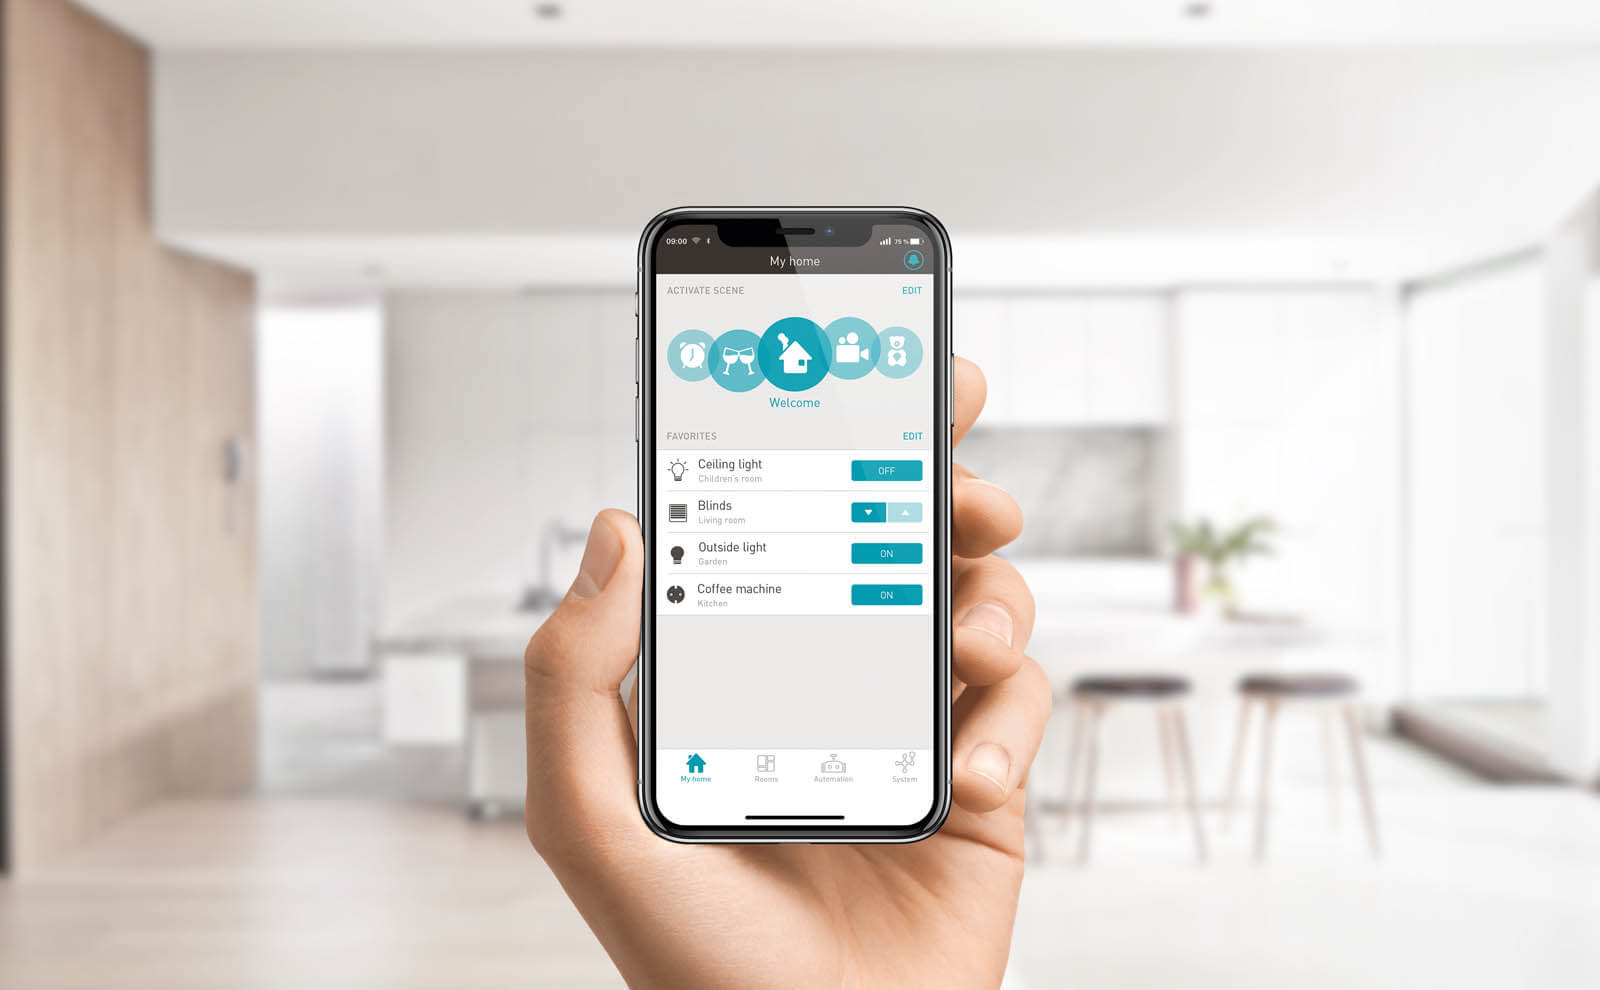 09:00
75 %
My home
ACTIVATE SCENE
EDIT
Welcome
FAVORITES
EDIT
Ceiling light
Children's room
OFF
Blinds
Living room
Outside light
Garden
ON
Coffee machine
Kitchen
ON
My home
Rooms
Automation
System